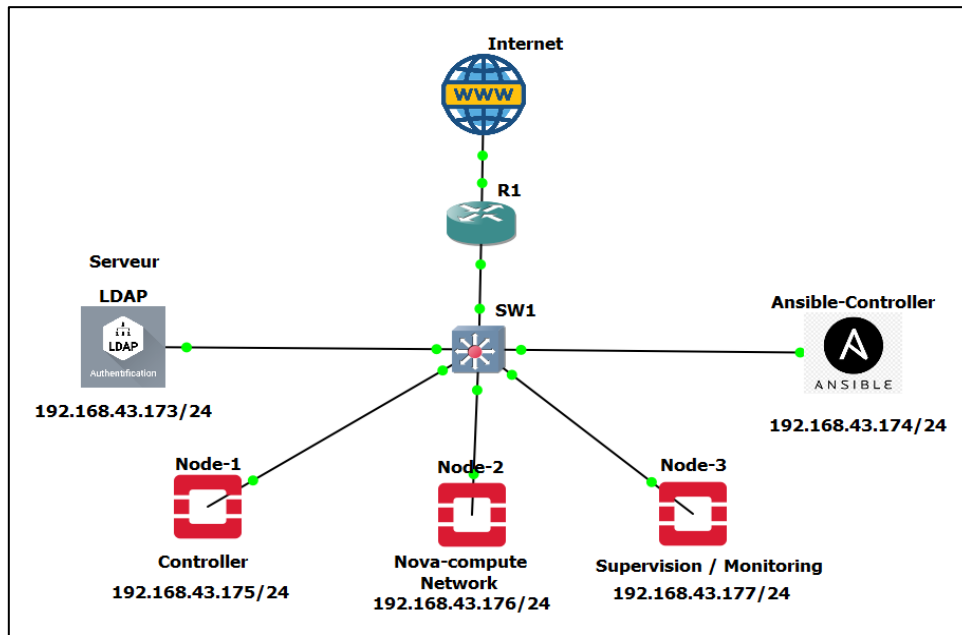 Internet
WWW
R1
Serveur
LDAP
LDAP
Authentification
192.168.43.173/24
SW1
Ansible-Controller
ANSIBLE
192.168.43.174/24
Node-1
Controller
192.168.43.175/24
Node-2
Nova-compute
Network
192.168.43.176/24
Node-3
Supervision / Monitoring
192.168.43.177/24